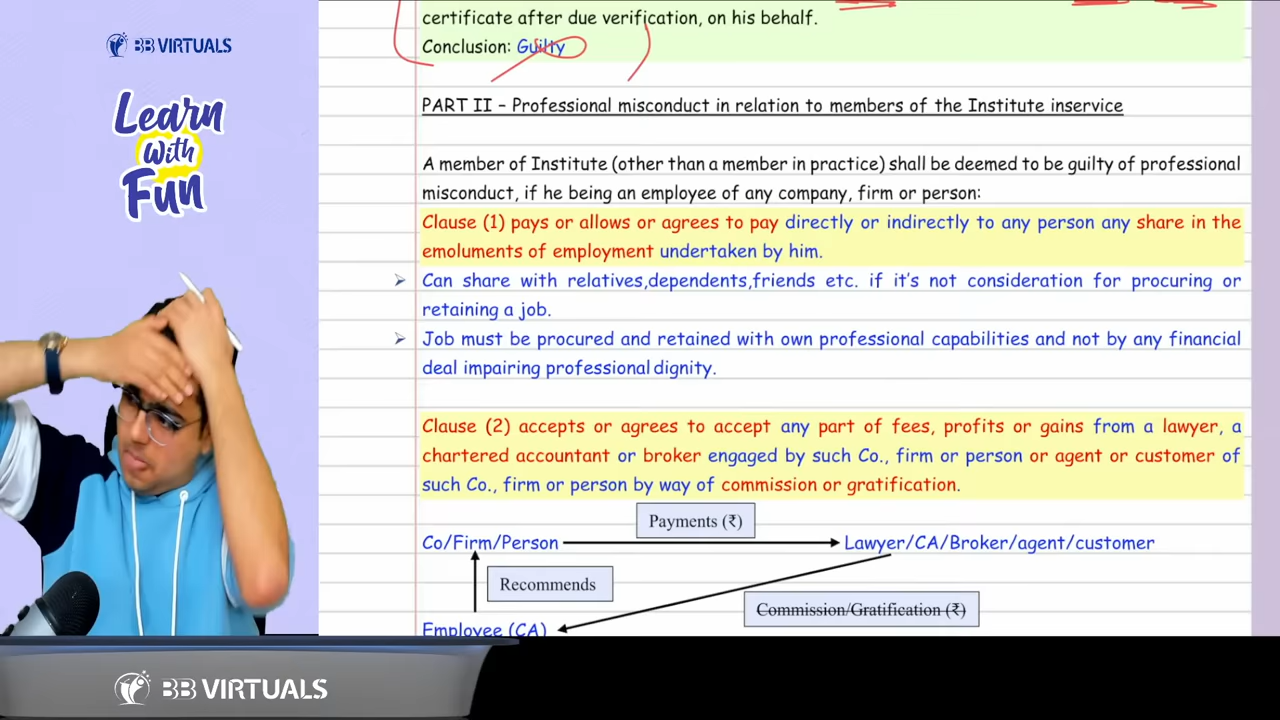 BB VIRTUALS
Learn
With
Fun
certificate after due verification, on his behalf.
Conclusion: Guilty
PART II – Professional misconduct in relation to members of the Institute inservice
A member of Institute (other than a member in practice) shall be deemed to be guilty of professional
misconduct, if he being an employee of any company, firm or person:
Clause (1) pays or allows or agrees to pay directly or indirectly to any person any share in the
emoluments of employment undertaken by him.
➢ Can share with relatives,dependents,friends etc. if it's not consideration for procuring or
retaining a job.
➢ Job must be procured and retained with own professional capabilities and not by any financial
deal impairing professional dignity.
Clause (2) accepts or agrees to accept any part of fees, profits or gains from a lawyer, a
chartered accountant or broker engaged by such Co., firm or person or agent or customer of
such Co., firm or person by way of commission or gratification.
Payments (₹)
Co/Firm/Person
Lawyer/CA/Broker/agent/customer
Recommends
Commission/Gratification (₹)
Employee (CA)
BB VIRTUALS